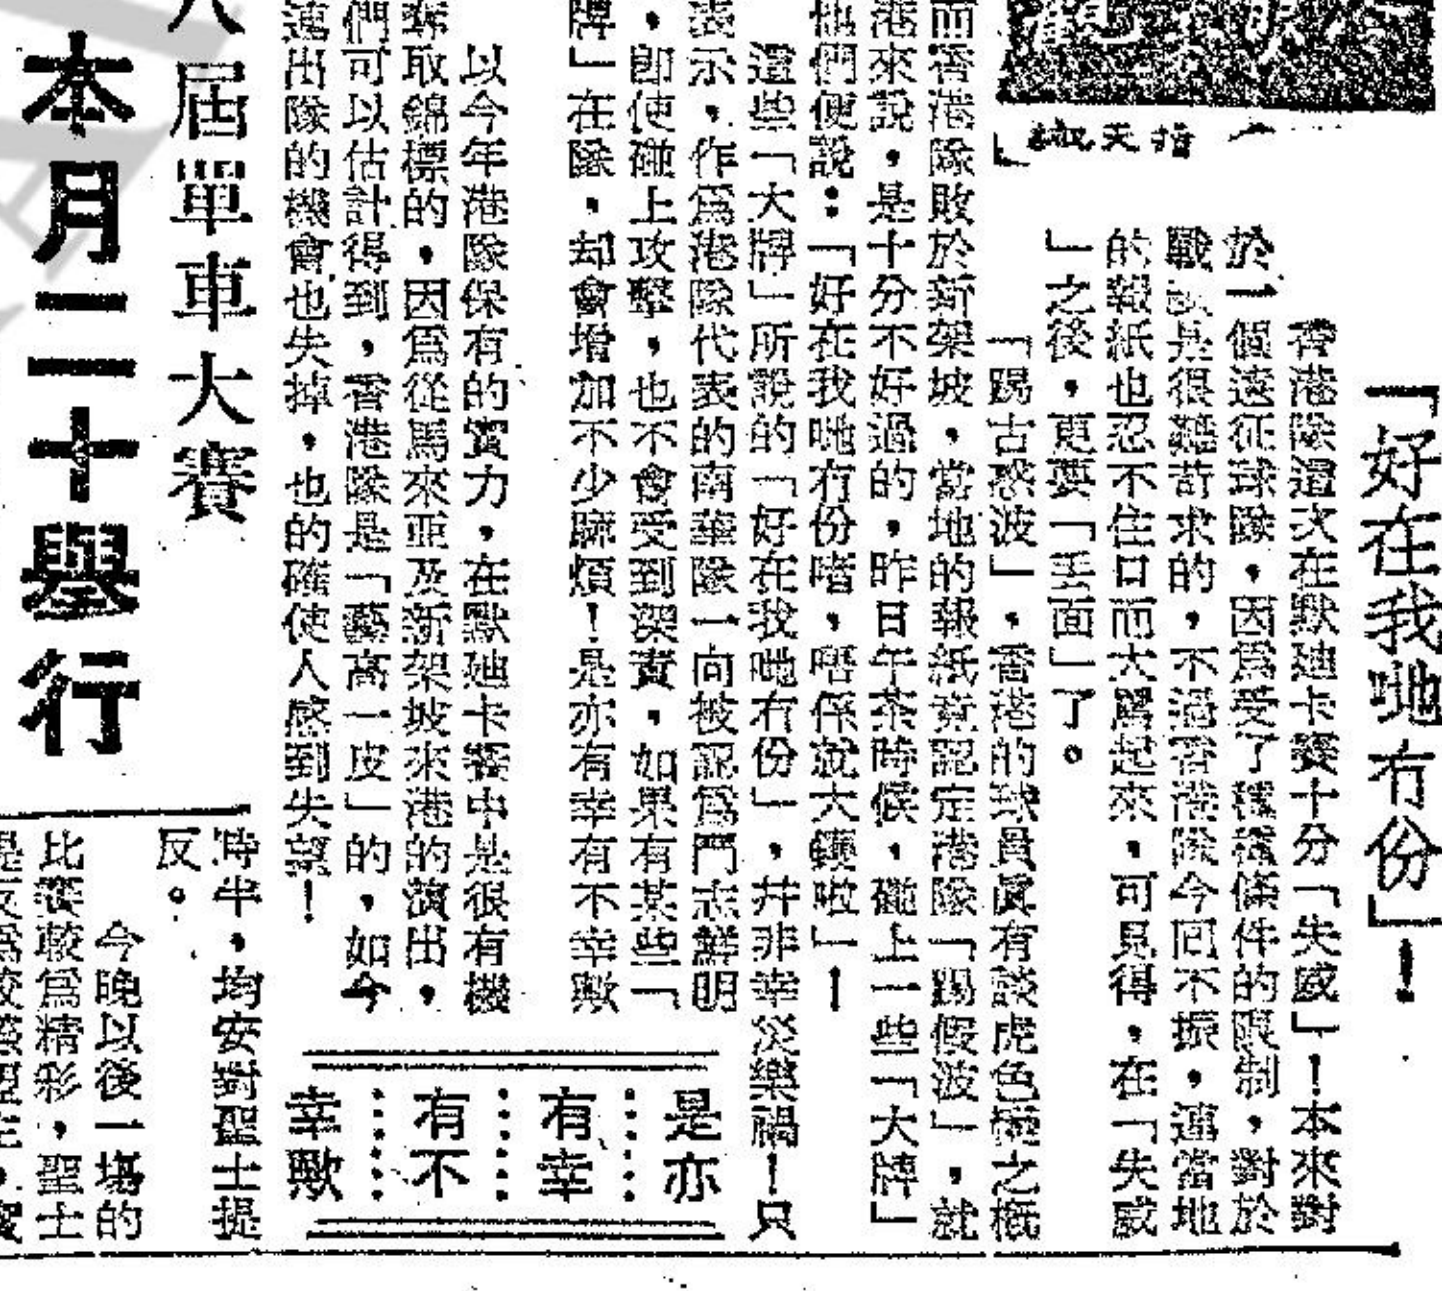 「好在我哋冇份」！
香港隊這次在默迪卡賽十分「失威」！本來對
於一個遠征球隊，因爲受了種種條件的限制，對於
戰是很難苛求的，不過香港隊今回不振，連當地
的報紙也忍不住口而大罵起來，可見得，在「失威
」之後，更要「丟面」了。
「踢古惑波」，香港的球員眞有談虎色變之槪
而香港隊敗於新架坡，當地的報紙竟認定港隊「踢假波」，就
港來說，是十分不好過的，昨日午茶時候，碰上一些「大牌」
他們便說：「好在我哋冇份啫，唔係就大鑊啦」！
這些「大牌」所說的「好在我哋冇份」，幷非幸災樂禍！只
表示，作爲港隊代表的南華隊一向被認爲鬥志鮮明
，卽使碰上攻擊，也不會受到深責，如果有某些「
牌」在隊，却會增加不少麻煩！是亦有幸有不幸歟
是亦
有幸
有不
幸歟
以今年港隊保有的實力，在默廸卡賽中是很有機
奪取錦標的，因爲從馬來亞及新架坡來港的演出，
們可以估計得到，香港隊是「藝高一皮」的，如今
連出隊的機會也失掉，也的確使人感到失望！
八屆單車大賽
本月二十舉行
時半，均安對聖士提
反。
今晚以後一場的
比賽較爲精彩，聖士